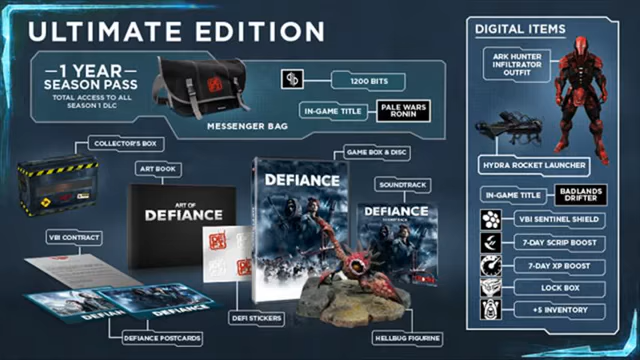 ULTIMATE EDITION
—1 YEAR—
SEASON PASS
TOTAL ACCESS TO ALL
SEASON 1 DLC
MESSENGER BAG
1200 BITS
IN-GAME TITLE
PALE WARS
RONIN
COLLECTOR'S BOX
ART BOOK
GAME BOX & DISC
SOUNDTRACK
ART OF
DEFIANCE
DEFIANCE
DEFIANCE
VBI CONTRACT
DEFIANCE POSTCARDS
DEFI STICKERS
HELLBUG FIGURINE
DIGITAL ITEMS
ARK HUNTER
INFILTRATOR
OUTFIT
HYDRA ROCKET LAUNCHER
IN-GAME TITLE
BADLANDS
DRIFTER
VBI SENTINEL SHIELD
7-DAY SCRIP BOOST
7-DAY XP BOOST
LOCK BOX
+5 INVENTORY